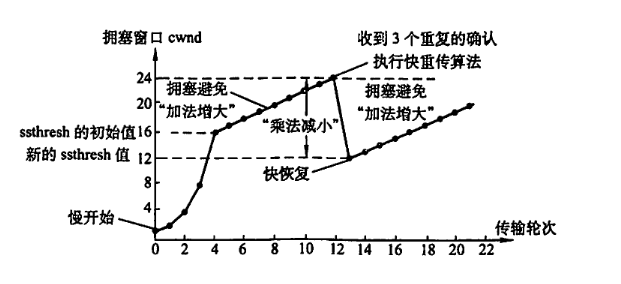 拥塞窗口 cwnd
收到 3 个重复的确认
执行快重传算法
24
拥塞避免
“加法增大”
拥塞避免
“加法增大”
20
“乘法减小”
ssthresh 的初始值 16
新的 ssthresh 值 12
快恢复
8
4
慢开始
传输轮次
0 2 4 6 8 10 12 14 16 18 20 22